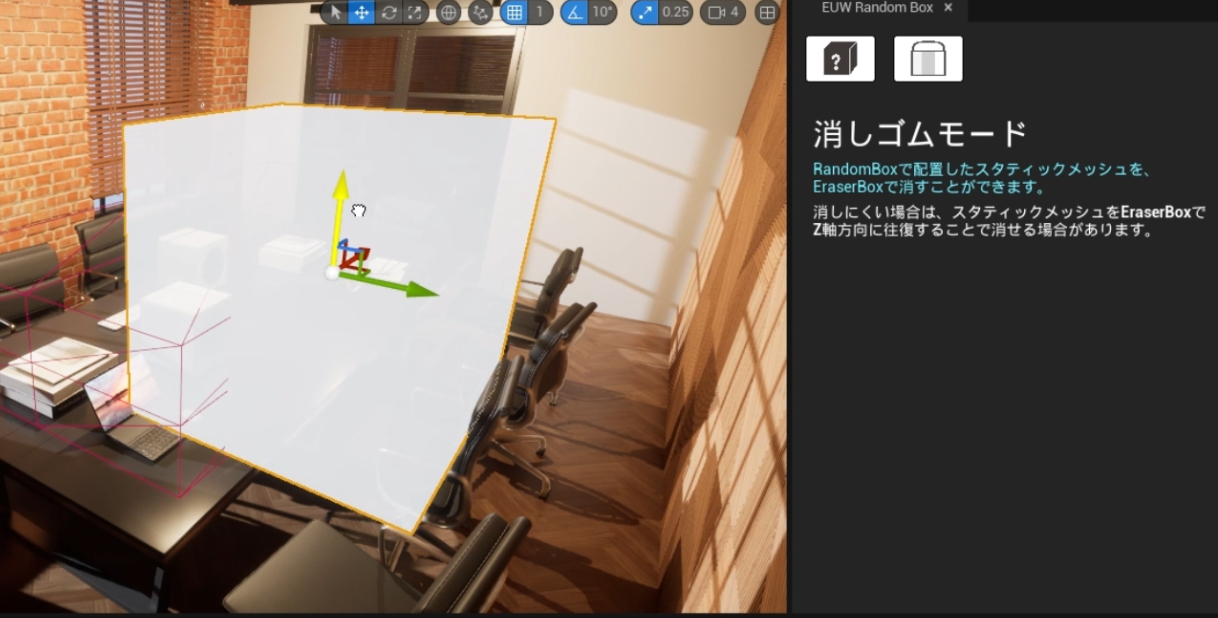 1
10°
0.25
4
EUW Random Box
?
消しゴムモード
RandomBoxで配置したスタティックメッシュを、
EraserBoxで消すことができます。
消しにくい場合は、スタティックメッシュをEraserBoxで
Z軸方向に往復することで消せる場合があります。